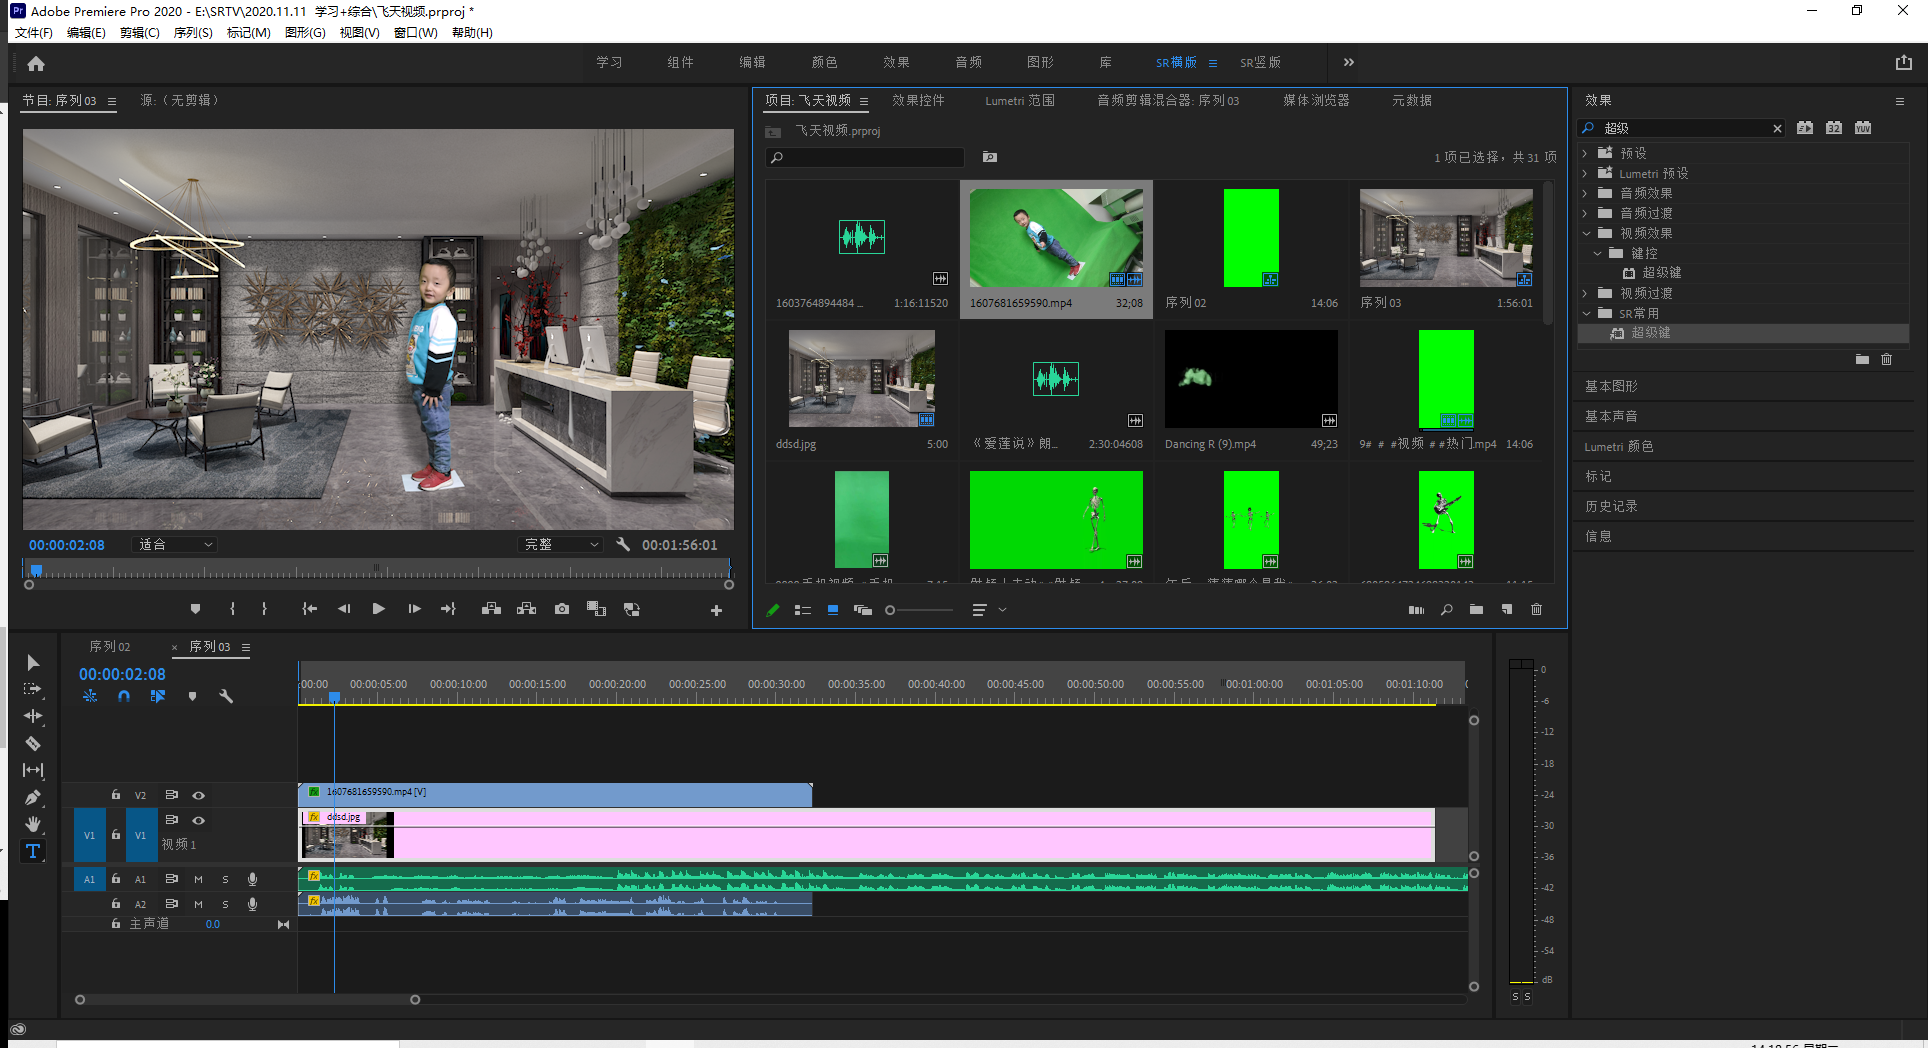 Adobe Premiere Pro 2020 - E:\SRTV\2020.11.11 学习+综合\飞天视频.prproj *
文件(F) 编辑(E) 剪辑(C) 序列(S) 标记(M) 图形(G) 视图(V) 窗口(W) 帮助(H)
学习 组件 编辑 颜色 效果 音频 图形 库 SR横版 SR竖版
节目: 序列 03 源:（无剪辑）
项目: 飞天视频 效果控件 Lumetri 范围 音频剪辑混合器: 序列 03 媒体浏览器 元数据
飞天视频.prproj
1 项已选择，共 31 项
1603764894484 ... 1:16:11520
1607681659590.mp4 32;08
序列 02 14:06
序列 03 1:56:01
ddsd.jpg 5:00
《爱莲说》朗... 2:30:04608
Dancing R (9).mp4 49;23
9# # #视频 # #热门.mp4 14:06
效果
超级
32 YUV
预设
Lumetri 预设
音频效果
音频过渡
视频效果
键控
超级键
视频过渡
SR常用
超级键
基本图形
基本声音
Lumetri 颜色
标记
历史记录
信息
00:00:02:08 适合 完整 00:01:56:01
序列 02 × 序列 03
00:00:02:08
:00:00 00:00:05:00 00:00:10:00 00:00:15:00 00:00:20:00 00:00:25:00 00:00:30:00 00:00:35:00 00:00:40:00 00:00:45:00 00:00:50:00 00:00:55:00 00:01:00:00 00:01:05:00 00:01:10:00
V2 fx 1607681659590.mp4 [V]
V1 V1 视频 1 fx ddsd.jpg
A1 A1 M S fx
A2 M S fx
主声道 0.0
0
-6
-12
-18
-24
-30
-36
-42
-48
-54
dB
S S